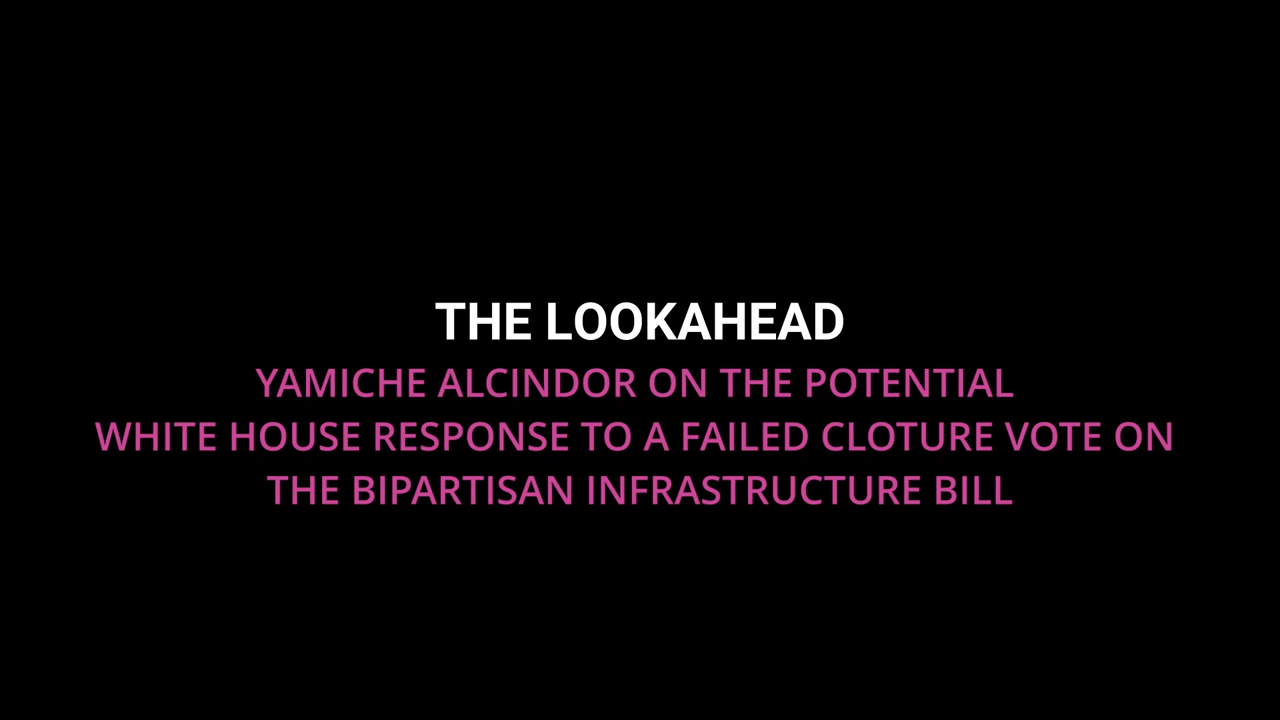 THE LOOKAHEAD
YAMICHE ALCINDOR ON THE POTENTIAL
WHITE HOUSE RESPONSE TO A FAILED CLOTURE VOTE ON
THE BIPARTISAN INFRASTRUCTURE BILL